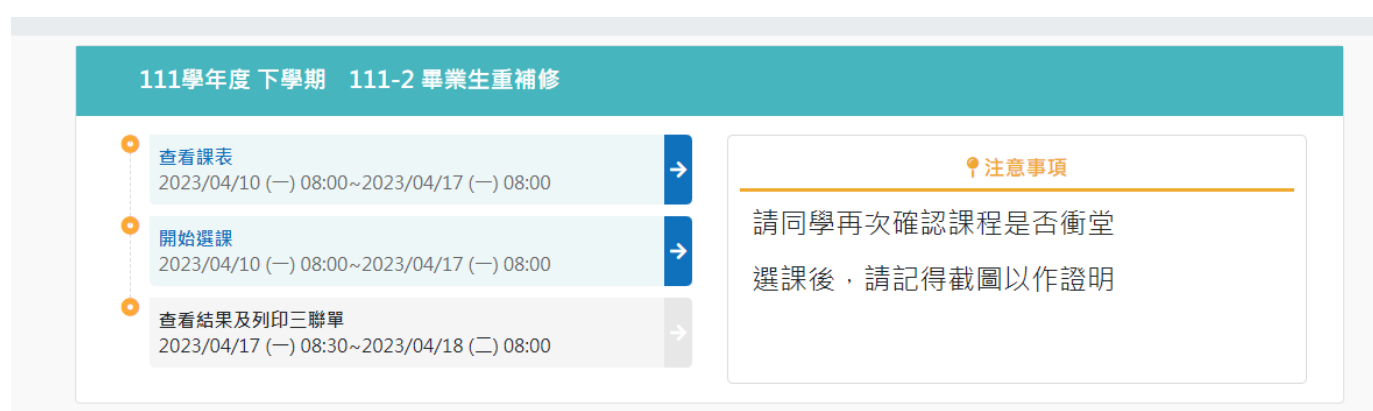 111學年度 下學期 111-2 畢業生重補修
查看課表
2023/04/10 (一) 08:00~2023/04/17 (一) 08:00
開始選課
2023/04/10 (一) 08:00~2023/04/17 (一) 08:00
查看結果及列印三聯單
2023/04/17 (一) 08:30~2023/04/18 (二) 08:00
注意事項
請同學再次確認課程是否衝堂
選課後，請記得截圖以作證明